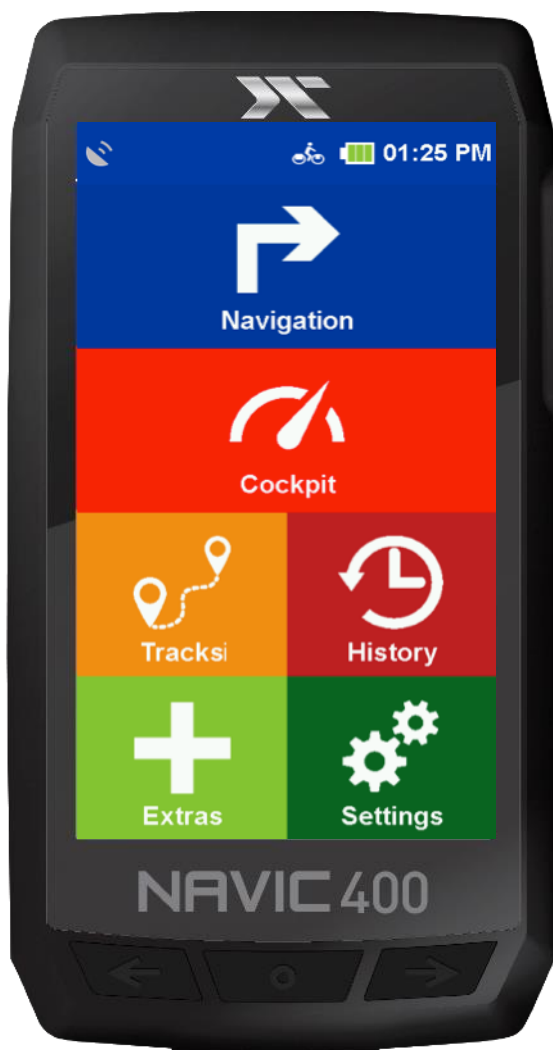 01:25 PM
Navigation
Cockpit
Tracksi
History
Extras
Settings
NAVIC 400